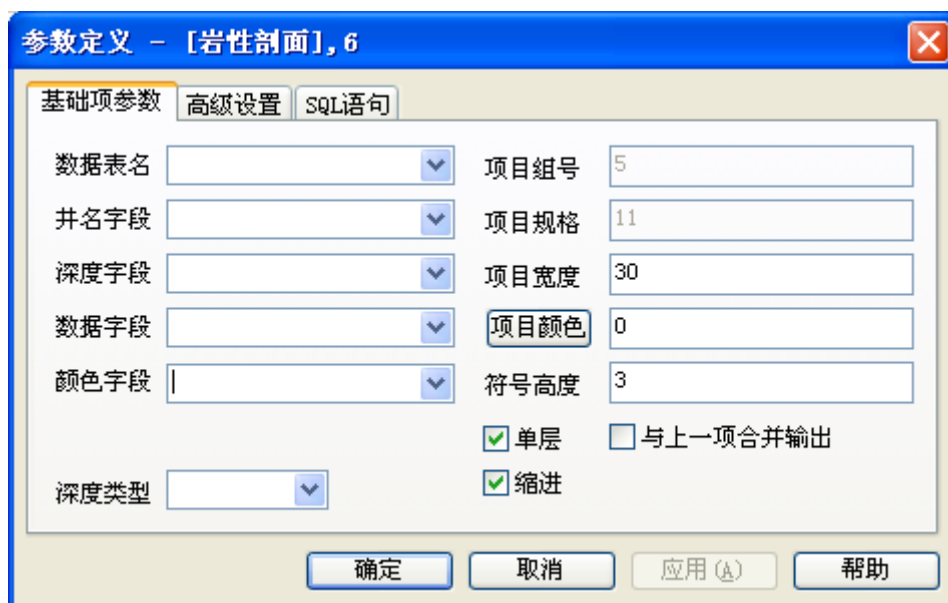 参数定义 - [岩性剖面],6
基础项参数 高级设置 SQL语句
数据表名 项目组号 5
井名字段 项目规格 11
深度字段 项目宽度 30
数据字段 项目颜色 0
颜色字段 符号高度 3
单层 与上一项合并输出
深度类型 缩进
确定 取消 应用(A) 帮助